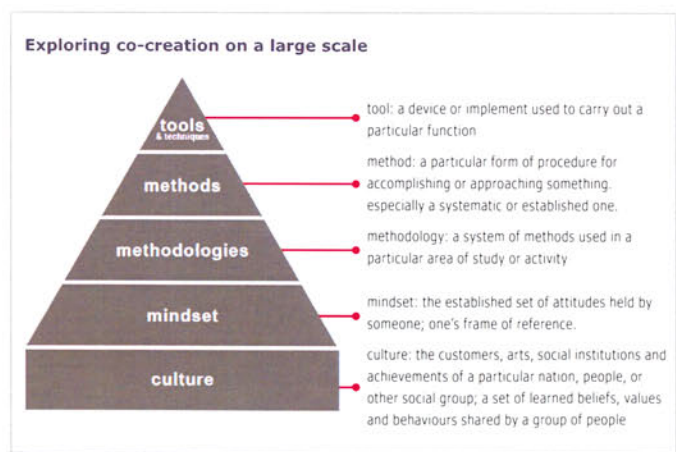 Exploring co-creation on a large scale
tools
& techniques
tool: a device or implement used to carry out a
particular function
methods
method: a particular form of procedure for
accomplishing or approaching something.
especially a systematic or established one.
methodologies
methodology: a system of methods used in a
particular area of study or activity
mindset
mindset: the established set of attitudes held by
someone; one's frame of reference.
culture
culture: the customers, arts, social institutions and
achievements of a particular nation, people, or
other social group; a set of learned beliefs, values
and behaviours shared by a group of people